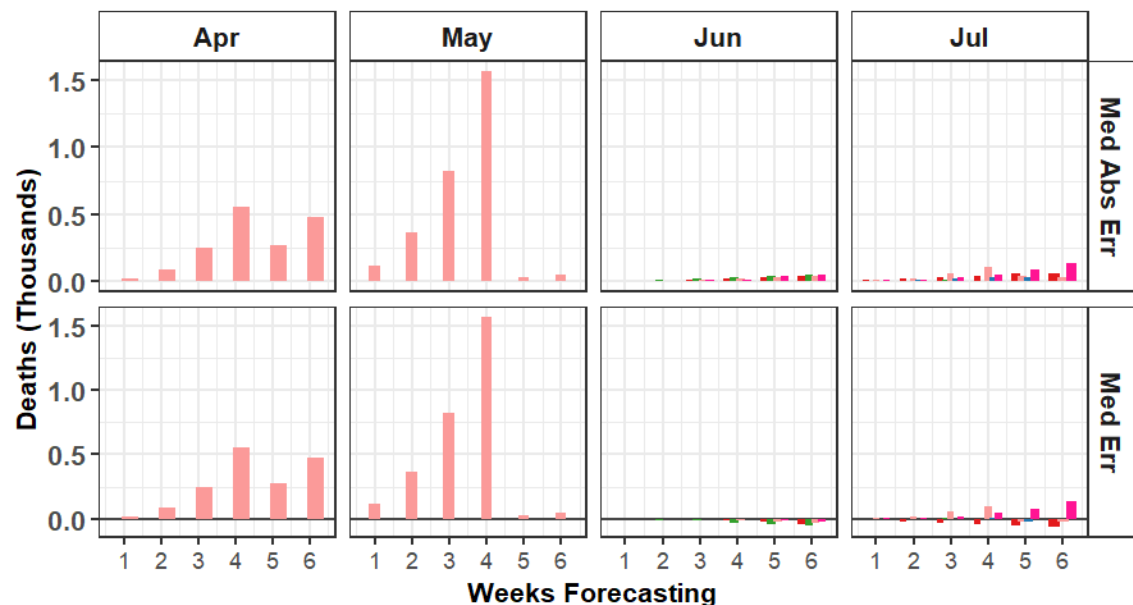 Apr May Jun Jul
Deaths (Thousands)
1.5
1.0
0.5
0.0
Med Abs Err
1.5
1.0
0.5
0.0
Med Err
1 2 3 4 5 6 1 2 3 4 5 6 1 2 3 4 5 6 1 2 3 4 5 6
Weeks Forecasting